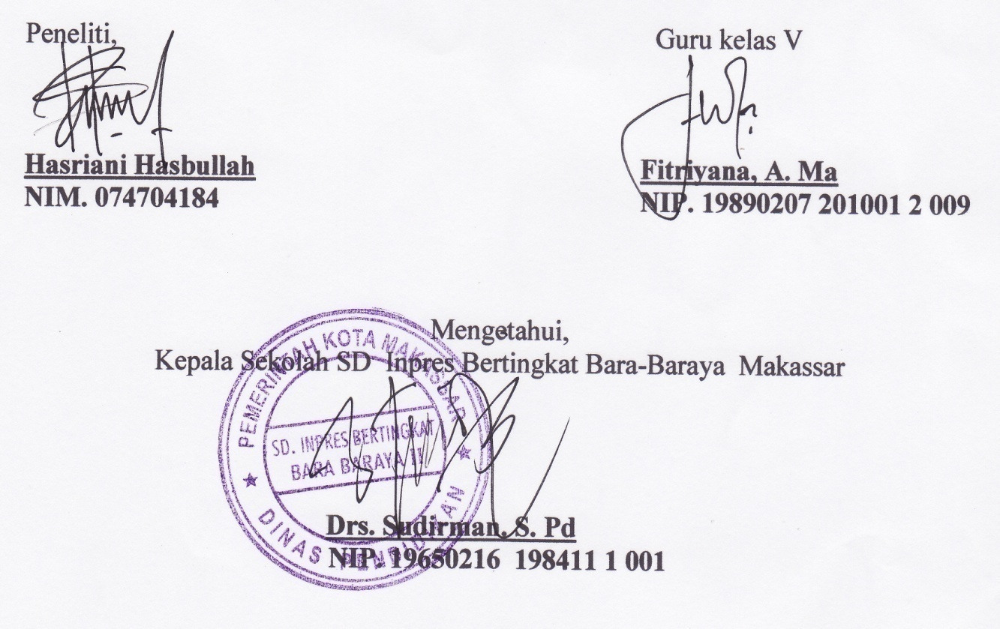 Peneliti,
Hasriani Hasbullah
NIM. 074704184
Guru kelas V
Fitriyana, A. Ma
NIP. 19890207 201001 2 009
Mengetahui,
Kepala Sekolah SD Inpres Bertingkat Bara-Baraya Makassar
PEMERINTAH KOTA MAKASSAR
SD. INPRES BERTINGKAT
BARA BARAYA II
DINAS PENDIDIKAN
Drs. Sudirman, S. Pd
NIP. 19650216 198411 1 001